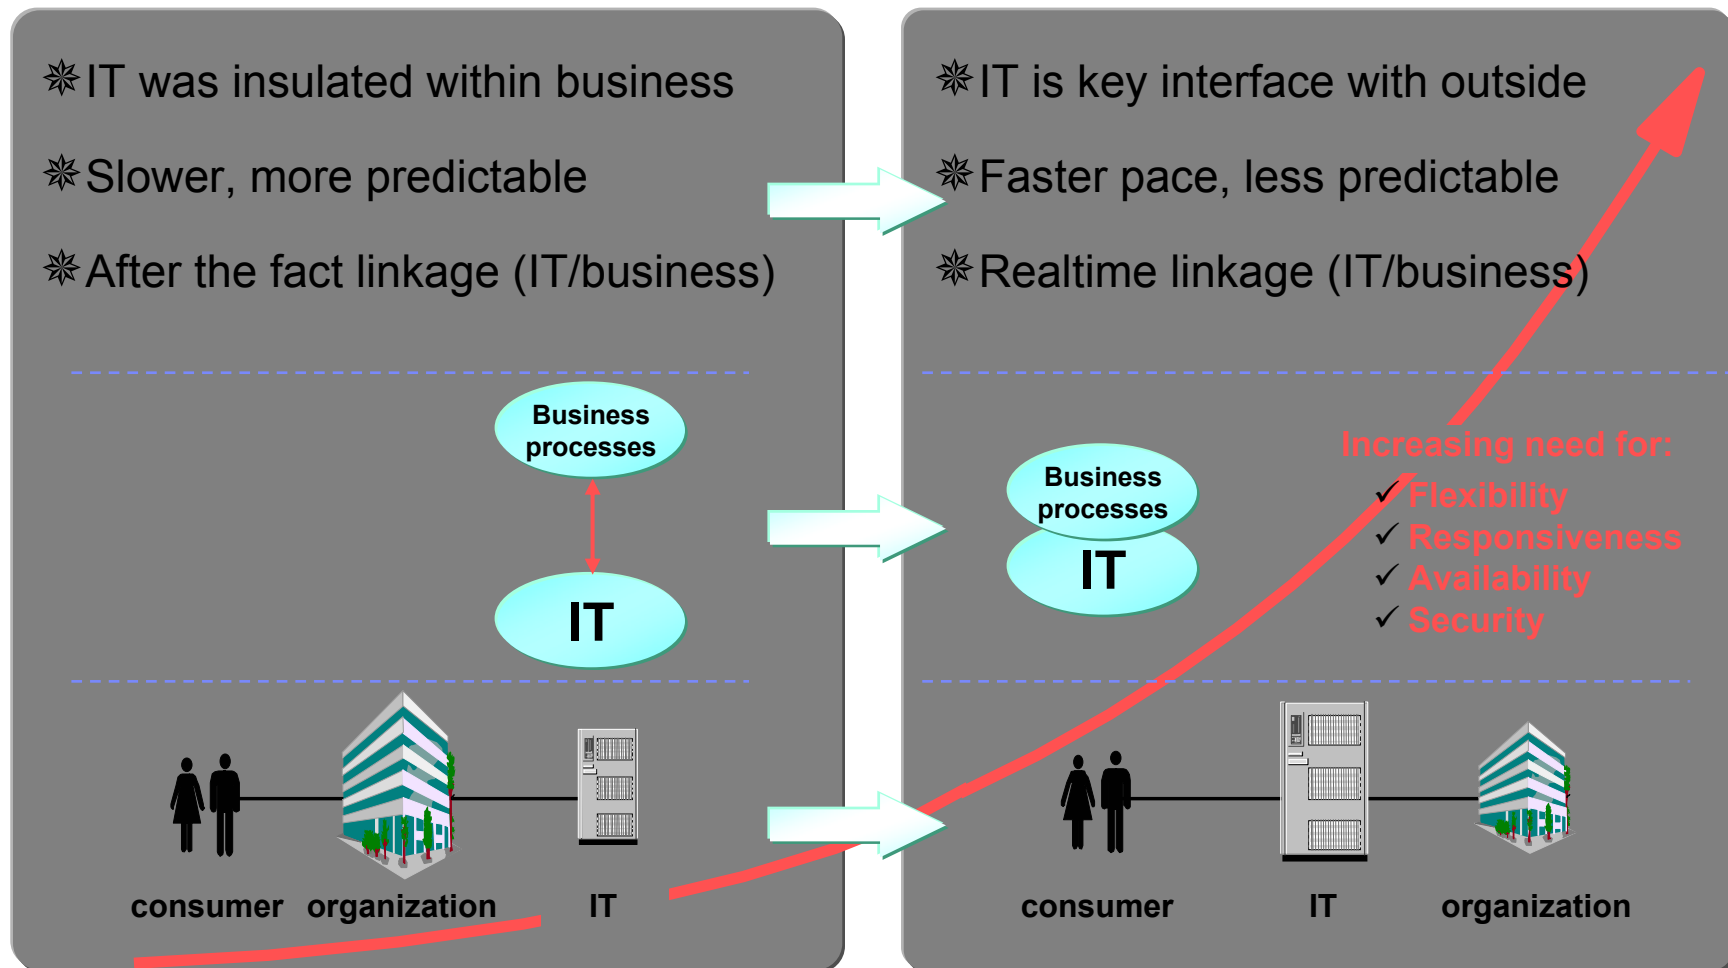 IT was insulated within business
Slower, more predictable
After the fact linkage (IT/business)
Business
processes
IT
consumer
organization
IT
IT is key interface with outside
Faster pace, less predictable
Realtime linkage (IT/business)
Business
processes
IT
Increasing need for:
✓ Flexibility
✓ Responsiveness
✓ Availability
✓ Security
consumer
IT
organization